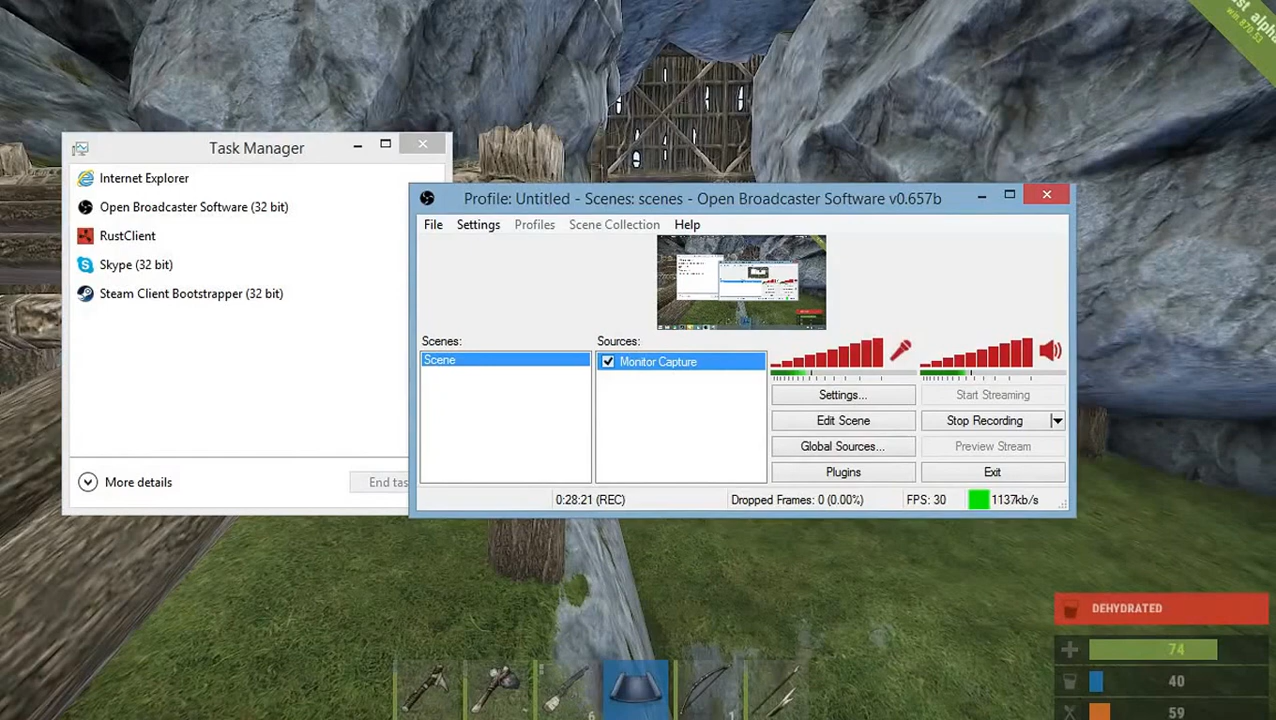 Task Manager
Internet Explorer
Open Broadcaster Software (32 bit)
RustClient
Skype (32 bit)
Steam Client Bootstrapper (32 bit)
More details
End tas
Profile: Untitled - Scenes: scenes - Open Broadcaster Software v0.657b
File Settings Profiles Scene Collection Help
Scenes: Sources:
Scene
Monitor Capture
Settings... Start Streaming
Edit Scene Stop Recording
Global Sources... Preview Stream
Plugins Exit
0:28:21 (REC) Dropped Frames: 0 (0.00%) FPS: 30 1137kb/s
DEHYDRATED
74
40
59
6
1